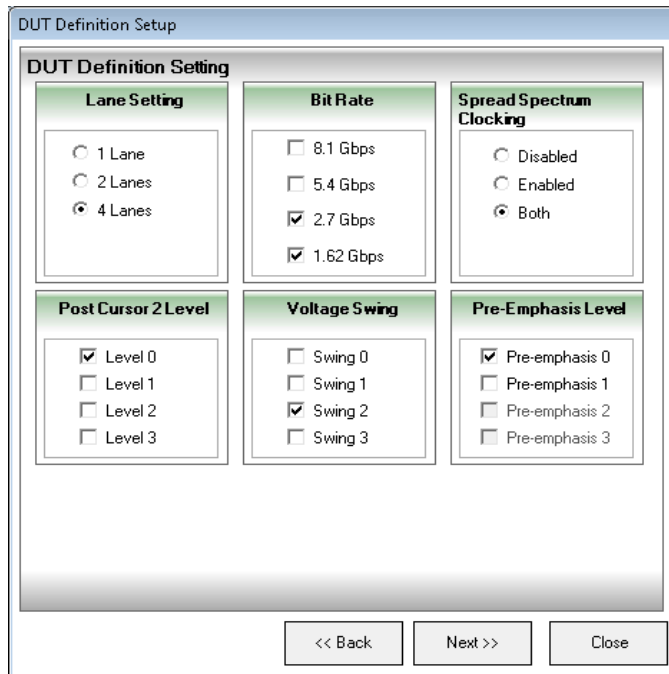 DUT Definition Setup
DUT Definition Setting
Lane Setting
1 Lane
2 Lanes
4 Lanes
Bit Rate
8.1 Gbps
5.4 Gbps
2.7 Gbps
1.62 Gbps
Spread Spectrum
Clocking
Disabled
Enabled
Both
Post Cursor 2 Level
Level 0
Level 1
Level 2
Level 3
Voltage Swing
Swing 0
Swing 1
Swing 2
Swing 3
Pre-Emphasis Level
Pre-emphasis 0
Pre-emphasis 1
Pre-emphasis 2
Pre-emphasis 3
<< Back
Next >>
Close